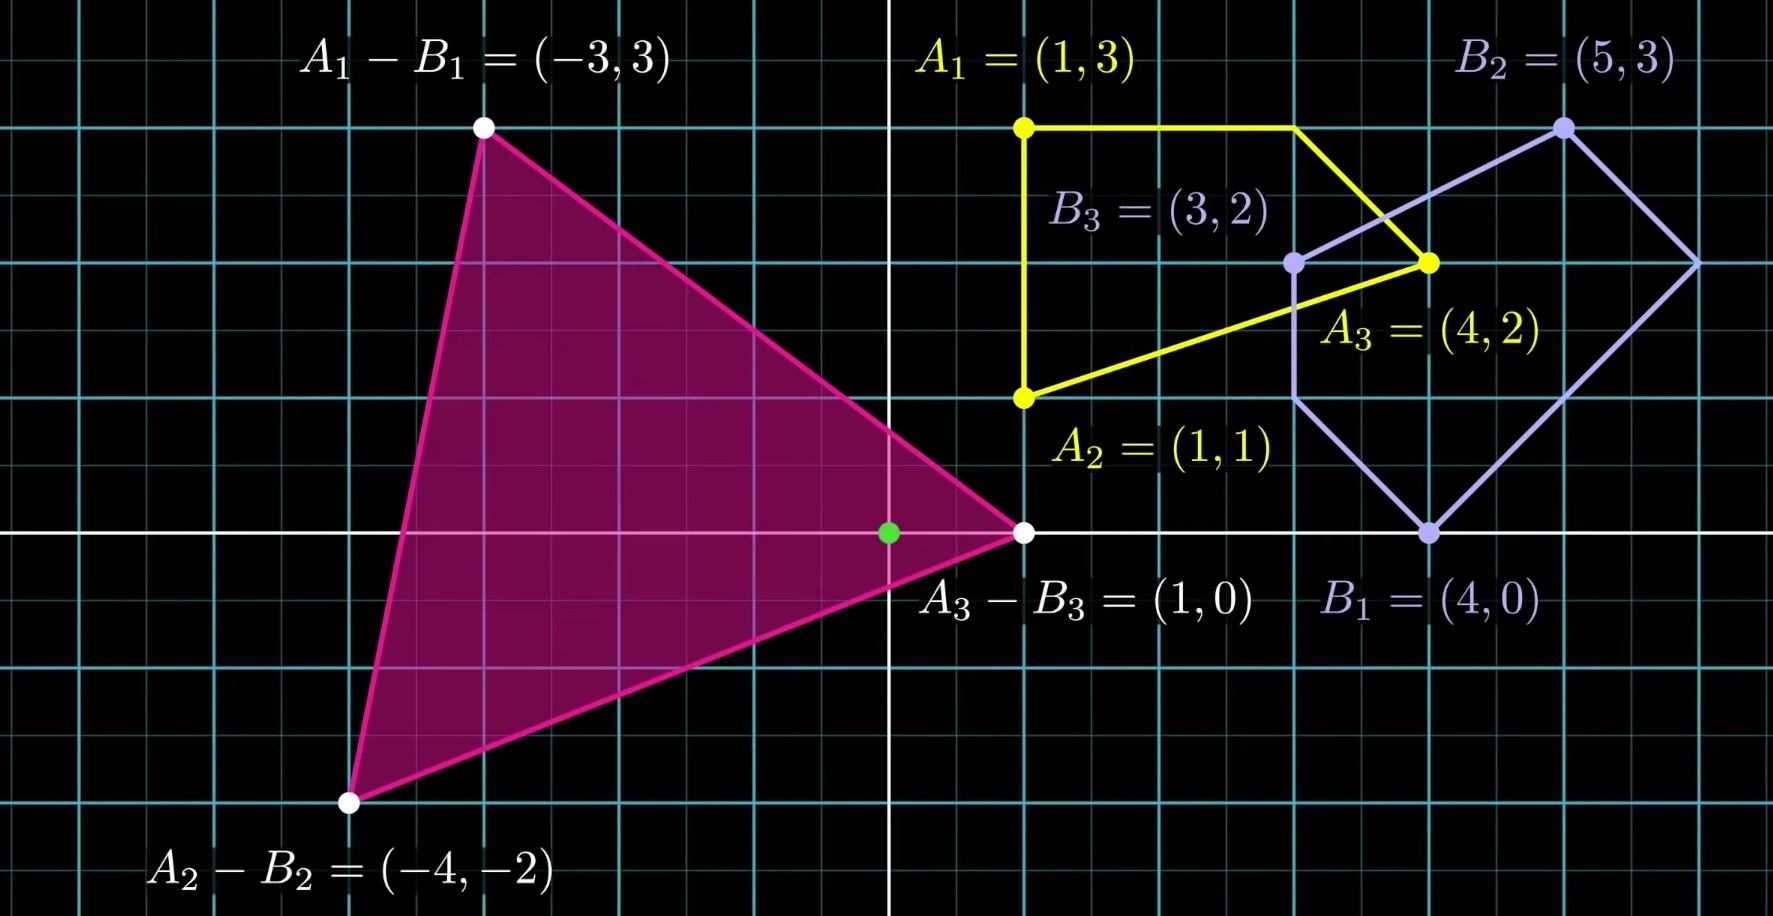 A₁ − B₁ = (−3, 3)
A₁ = (1, 3)
B₂ = (5, 3)
B₃ = (3, 2)
A₃ = (4, 2)
A₂ = (1, 1)
A₃ − B₃ = (1, 0)
B₁ = (4, 0)
A₂ − B₂ = (−4, −2)